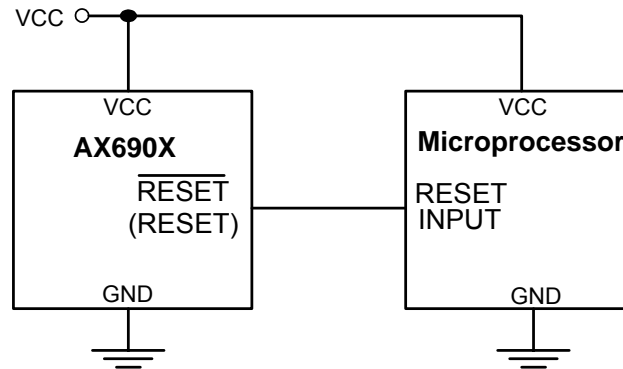 VCC
VCC
AX690X
RESET
(RESET)
GND
VCC
Microprocessor
RESET
INPUT
GND